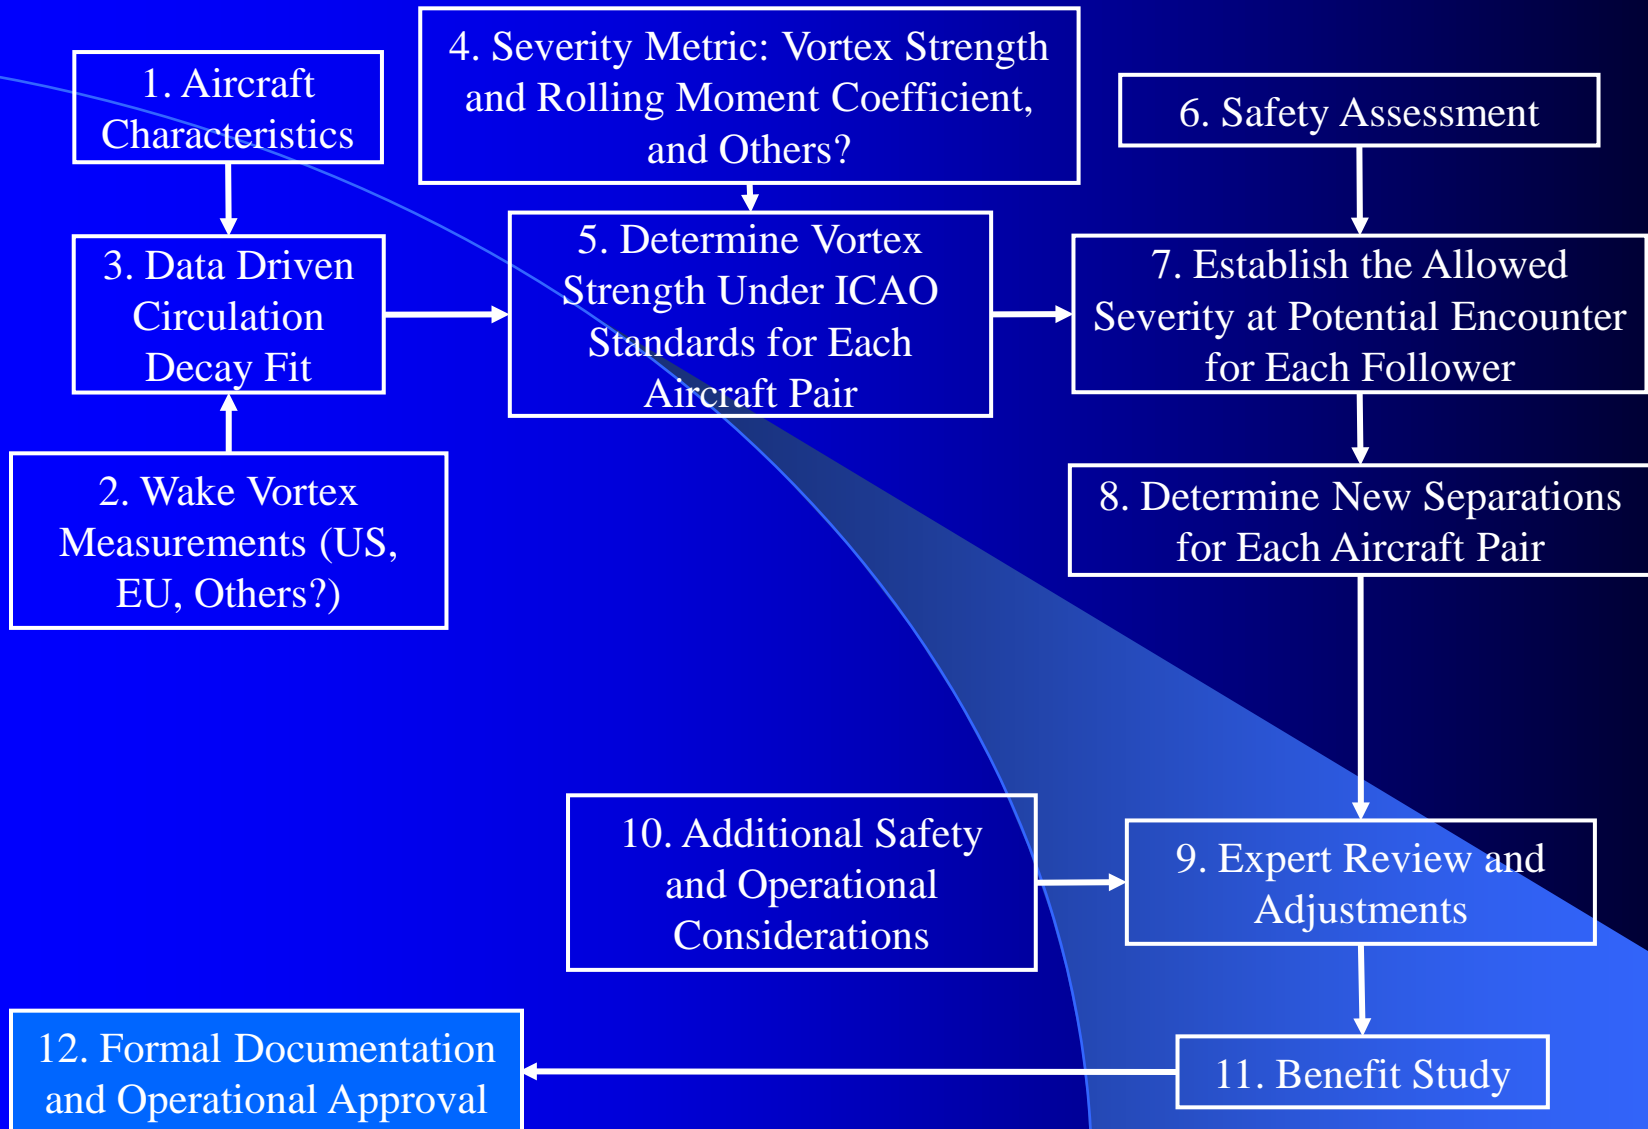 1. Aircraft
Characteristics
4. Severity Metric: Vortex Strength
and Rolling Moment Coefficient,
and Others?
6. Safety Assessment
3. Data Driven
Circulation
Decay Fit
5. Determine Vortex
Strength Under ICAO
Standards for Each
Aircraft Pair
7. Establish the Allowed
Severity at Potential Encounter
for Each Follower
2. Wake Vortex
Measurements (US,
EU, Others?)
8. Determine New Separations
for Each Aircraft Pair
10. Additional Safety
and Operational
Considerations
9. Expert Review and
Adjustments
12. Formal Documentation
and Operational Approval
11. Benefit Study